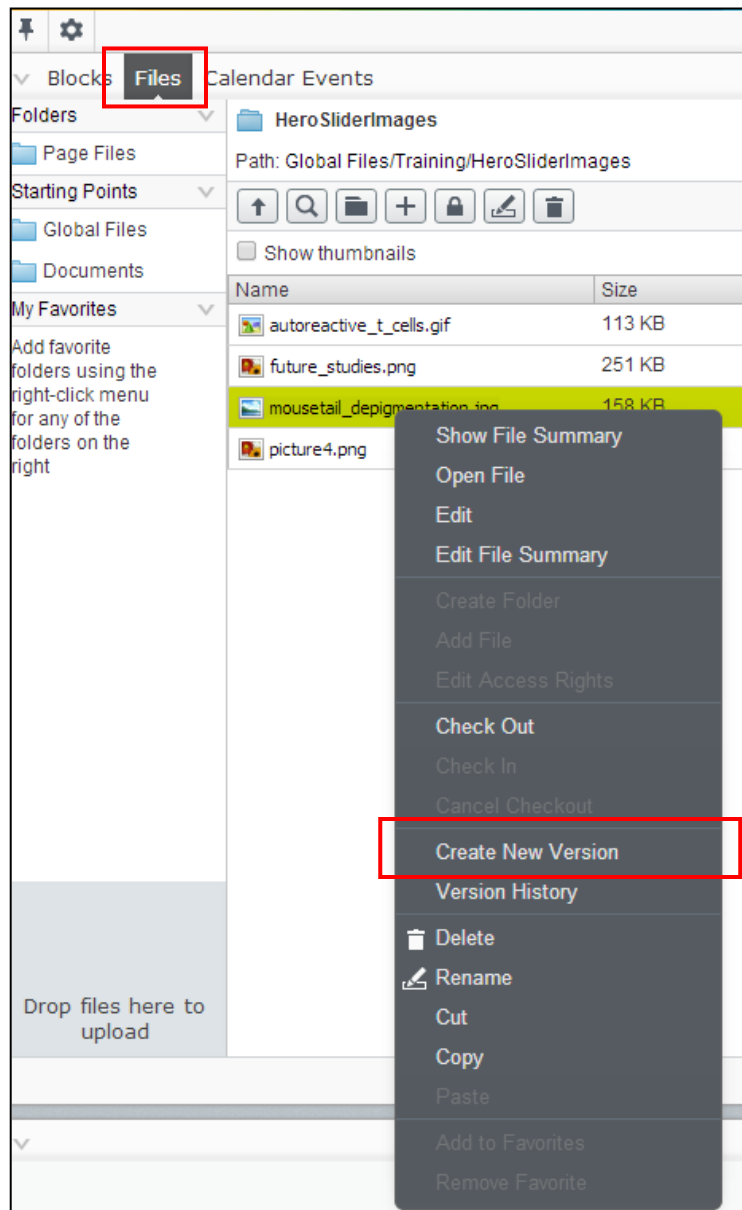 Blocks Files Calendar Events
Folders
Page Files
Starting Points
Global Files
Documents
My Favorites
Add favorite
folders using the
right-click menu
for any of the
folders on the
right
Drop files here to
upload
HeroSliderImages
Path: Global Files/Training/HeroSliderImages
Show thumbnails
Name Size
autoreactive_t_cells.gif 113 KB
future_studies.png 251 KB
mousetail_depigmentation.jpg 158 KB
picture4.png
Show File Summary
Open File
Edit
Edit File Summary
Create Folder
Add File
Edit Access Rights
Check Out
Check In
Cancel Checkout
Create New Version
Version History
Delete
Rename
Cut
Copy
Paste
Add to Favorites
Remove Favorite